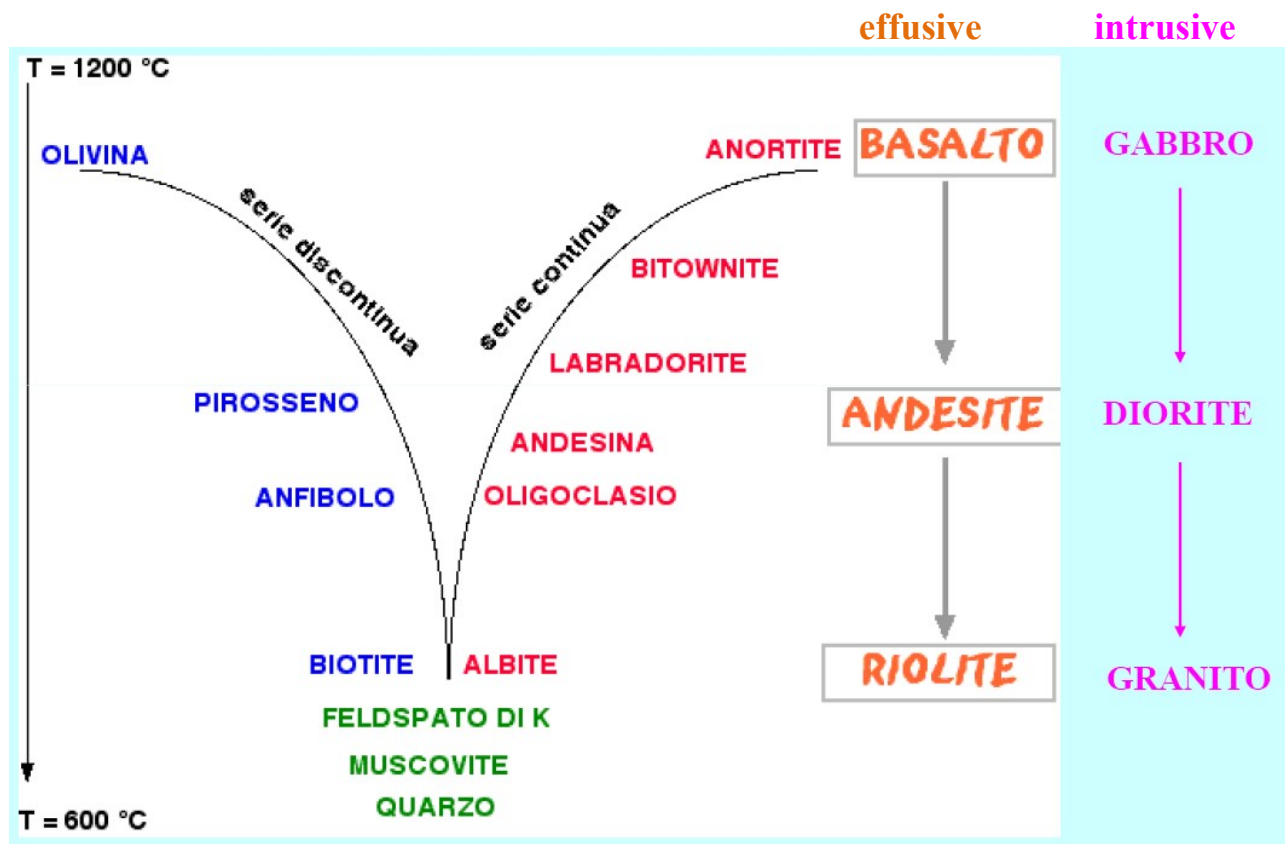 effusive intrusive
T = 1200 °C
OLIVINA
ANORTITE BASALTO GABBRO
serie discontinua
serie continua
BITOWNITE
LABRADORITE
PIROSSENO
ANDESITE DIORITE
ANDESINA
ANFIBOLO
OLIGOCLASIO
BIOTITE ALBITE RIOLITE GRANITO
FELDSPATO DI K
MUSCOVITE
QUARZO
T = 600 °C